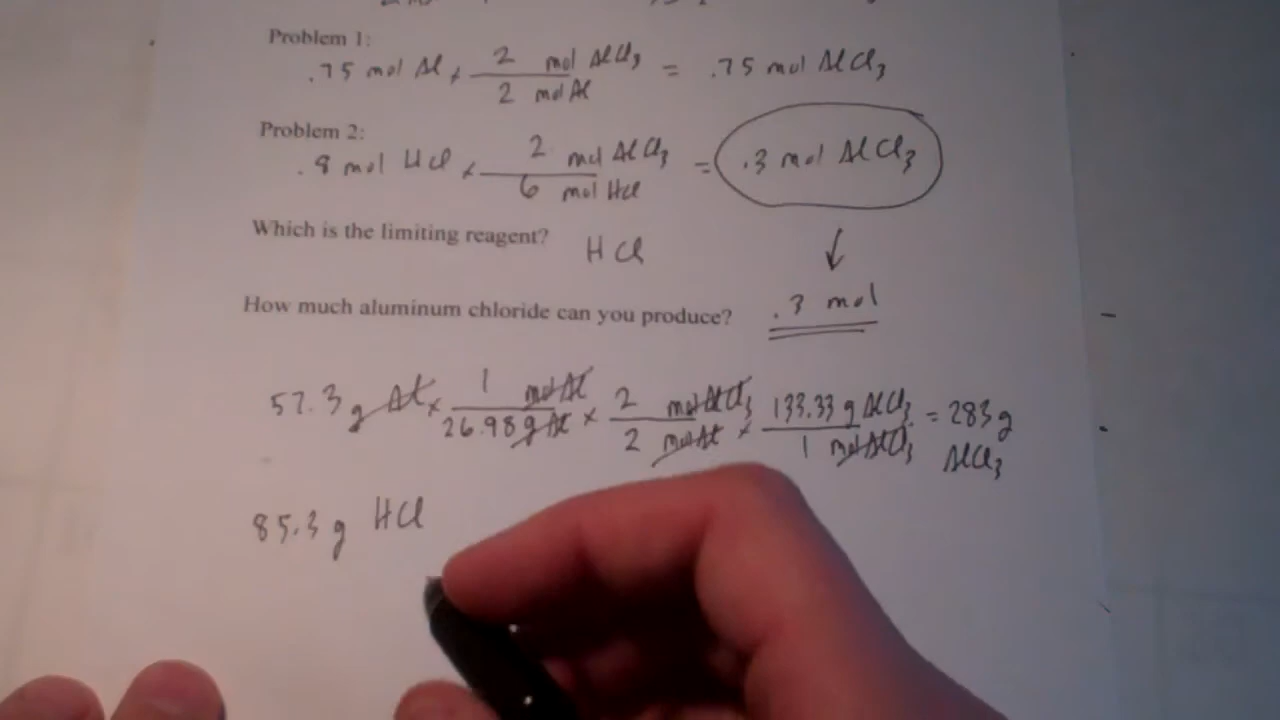 Problem 1:
.75 mol Al x 2 mol AlCl3 / 2 mol Al = .75 mol AlCl3
Problem 2:
.8 mol HCl x 2 mol AlCl3 / 6 mol HCl = .3 mol AlCl3
Which is the limiting reagent? HCl
How much aluminum chloride can you produce? .3 mol
57.3 g Al x 1 mol Al / 26.98 g Al x 2 mol AlCl3 / 2 mol Al x 133.33 g AlCl3 / 1 mol AlCl3 = 283 g
AlCl3
85.3 g HCl